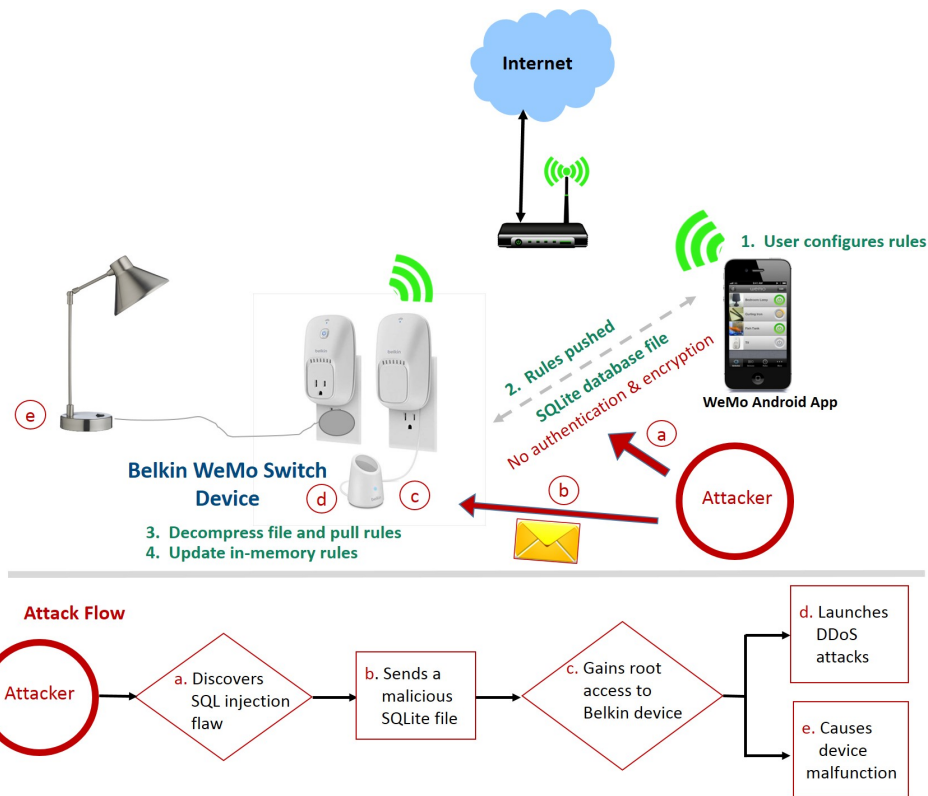 Internet
1. User configures rules
2. Rules pushed
SQLite database file
No authentication & encryption
WeMo Android App
e
a
Belkin WeMo Switch
Device
d
c
b
Attacker
3. Decompress file and pull rules
4. Update in-memory rules
Attack Flow
Attacker
a. Discovers
SQL injection
flaw
b. Sends a
malicious
SQLite file
c. Gains root
access to
Belkin device
d. Launches
DDoS
attacks
e. Causes
device
malfunction